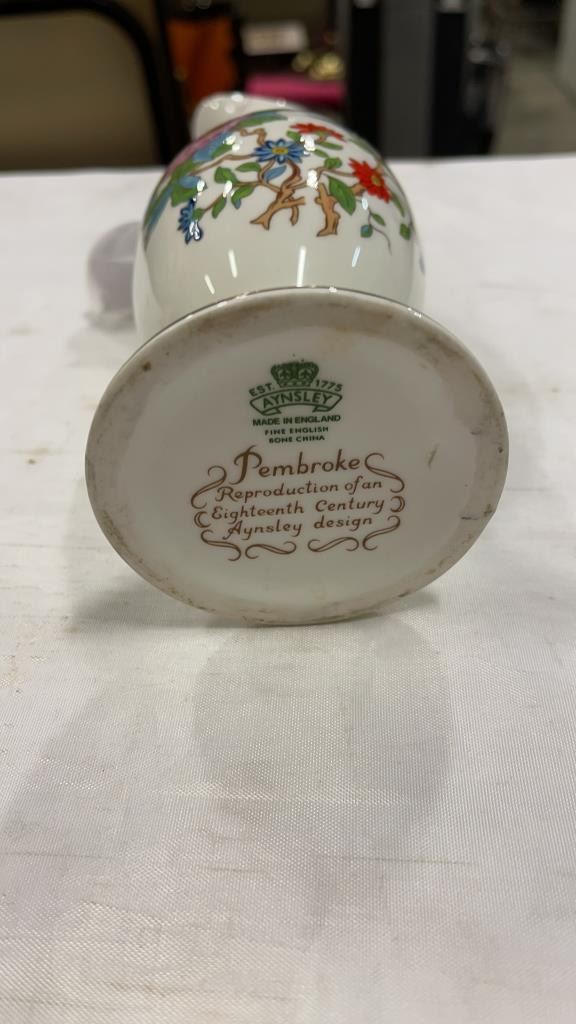 EST. 1775
AYNSLEY
MADE IN ENGLAND
FINE ENGLISH
BONE CHINA
Pembroke
Reproduction of an
Eighteenth Century
Aynsley design